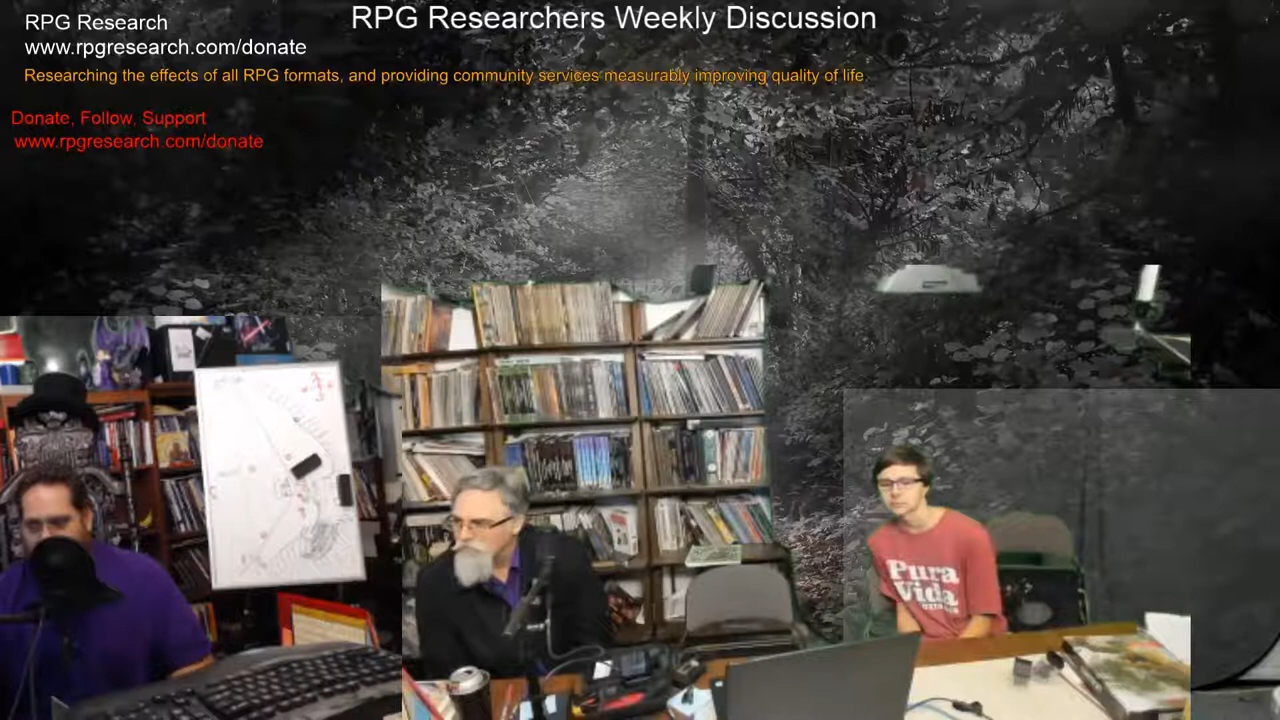 RPG Research
www.rpgresearch.com/donate
RPG Researchers Weekly Discussion
Researching the effects of all RPG formats, and providing community services measurably improving quality of life.
Donate, Follow, Support
www.rpgresearch.com/donate
Pura
Vida